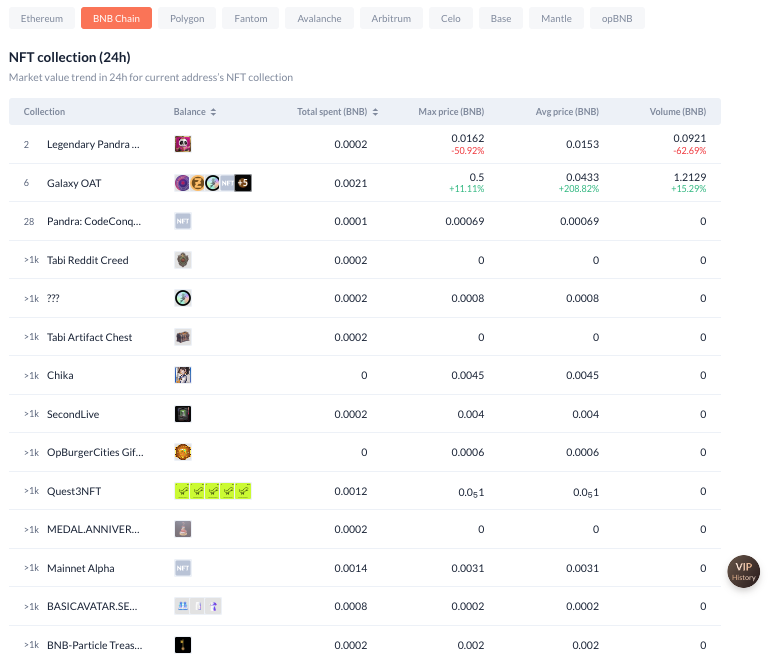 Ethereum BNB Chain Polygon Fantom Avalanche Arbitrum Celo Base Mantle opBNB
NFT collection (24h)
Market value trend in 24h for current address's NFT collection
Collection Balance Total spent (BNB) Max price (BNB) Avg price (BNB) Volume (BNB)
2 Legendary Pandra ... 0.0002 0.0162 0.0153 0.0921
-50.92% -62.69%
6 Galaxy OAT NFT 0.0021 0.5 0.0433 1.2129
+11.11% +208.82% +15.29%
28 Pandra: CodeConq... NFT 0.0001 0.00069 0.00069 0
>1k Tabi Reddit Creed 0.0002 0 0 0
>1k ??? 0.0002 0.0008 0.0008 0
>1k Tabi Artifact Chest 0.0002 0 0 0
>1k Chika 0 0.0045 0.0045 0
>1k SecondLive 0.0002 0.004 0.004 0
>1k OpBurgerCities Gif... 0 0.0006 0.0006 0
>1k Quest3NFT 0.0012 0.0₅1 0.0₅1 0
>1k MEDAL.ANNIVER... 0.0002 0 0 0
>1k Mainnet Alpha NFT 0.0014 0.0031 0.0031 0
>1k BASICAVATAR.SE... 0.0008 0.0002 0.0002 0
>1k BNB-Particle Treas... 0.0002 0.002 0.002 0
VIP
History